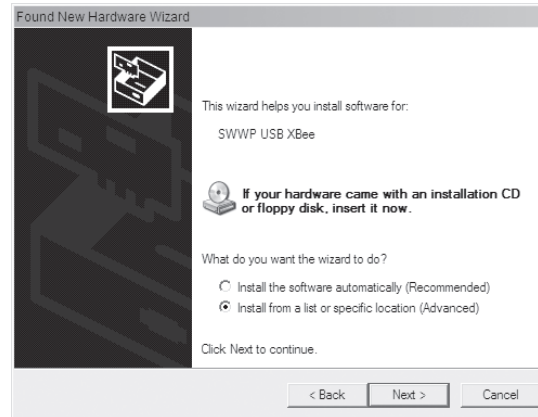 Found New Hardware Wizard
This wizard helps you install software for:
SWWP USB XBee
If your hardware came with an installation CD
or floppy disk, insert it now.
What do you want the wizard to do?
Install the software automatically (Recommended)
Install from a list or specific location (Advanced)
Click Next to continue.
< Back
Next >
Cancel